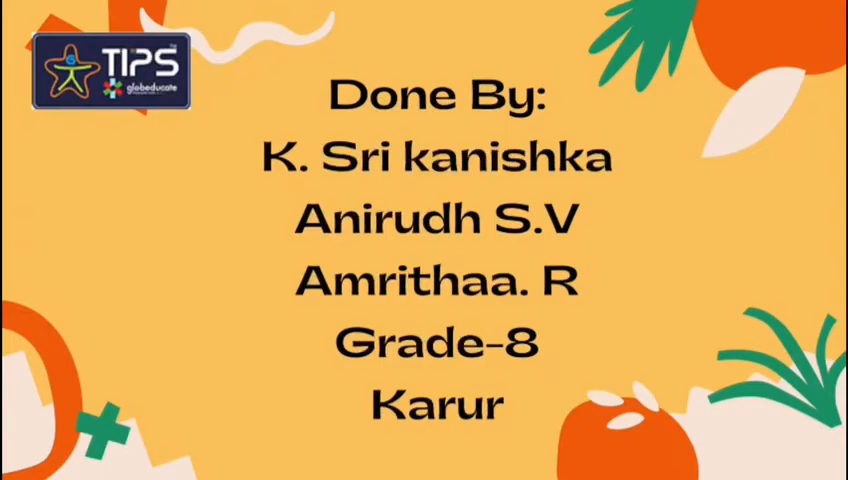 TIPS
globeducate
Done By:
K. Sri kanishka
Anirudh S.V
Amrithaa. R
Grade-8
Karur